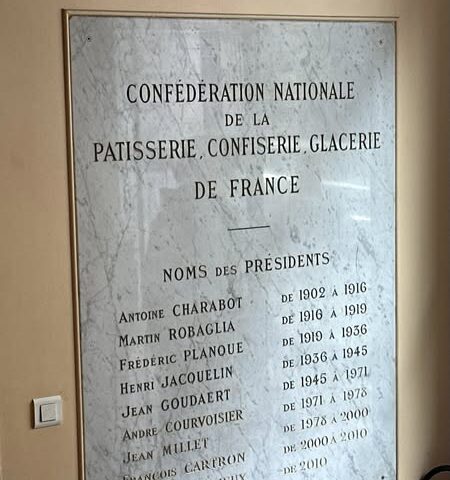 CONFÉDÉRATION NATIONALE
DE LA
PATISSERIE, CONFISERIE, GLACERIE
DE FRANCE
NOMS DES PRÉSIDENTS
ANTOINE CHARABOT DE 1902 À 1916
MARTIN ROBAGLIA DE 1916 À 1919
FRÉDÉRIC PLANQUE DE 1919 À 1936
HENRI JACQUELIN DE 1936 À 1945
JEAN GOUDAERT DE 1945 À 1971
ANDRÉ COURVOISIER DE 1971 À 1978
JEAN MILLET DE 1978 À 2000
FRANÇOIS CARTRON DE 2000 À 2010
DE 2010